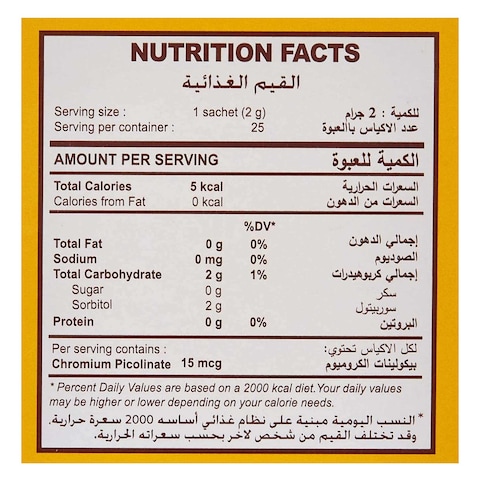 NUTRITION FACTS
القيم الغذائية
Serving size : 1 sachet (2 g) للكمية : 2 جرام
Serving per container : 25 عدد الاكياس بالعبوة
AMOUNT PER SERVING الكمية للعبوة
Total Calories 5 kcal السعرات الحرارية
Calories from Fat 0 kcal السعرات من الدهون
%DV*
Total Fat 0 g 0% إجمالي الدهون
Sodium 0 mg 0% الصوديوم
Total Carbohydrate 2 g 1% إجمالي كربوهيدرات
Sugar 0 g سكر
Sorbitol 2 g سوربيتول
Protein 0 g 0% البروتين
Per serving contains : لكل الاكياس تحتوي:
Chromium Picolinate 15 mcg بيكولينات الكروميوم
* Percent Daily Values are based on a 2000 kcal diet.Your daily values
may be higher or lower depending on your calorie needs.
* النسب اليومية مبنية على نظام غذائي أساسه 2000 سعرة حرارية.
وقد تختلف القيم من شخص لاخر بحسب سعراته الحرارية.